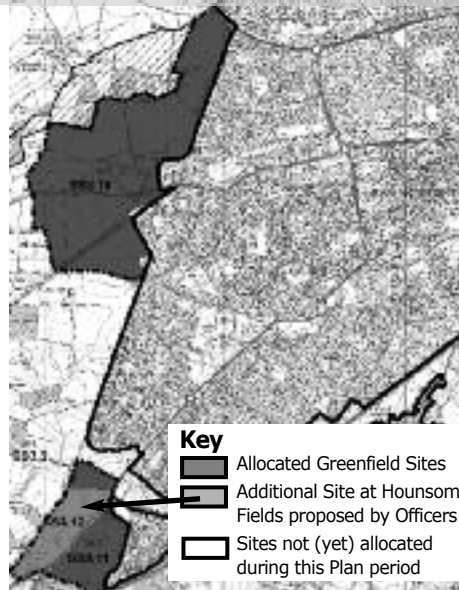 Key
Allocated Greenfield Sites
Additional Site at Hounsom
Fields proposed by Officers
Sites not (yet) allocated
during this Plan period